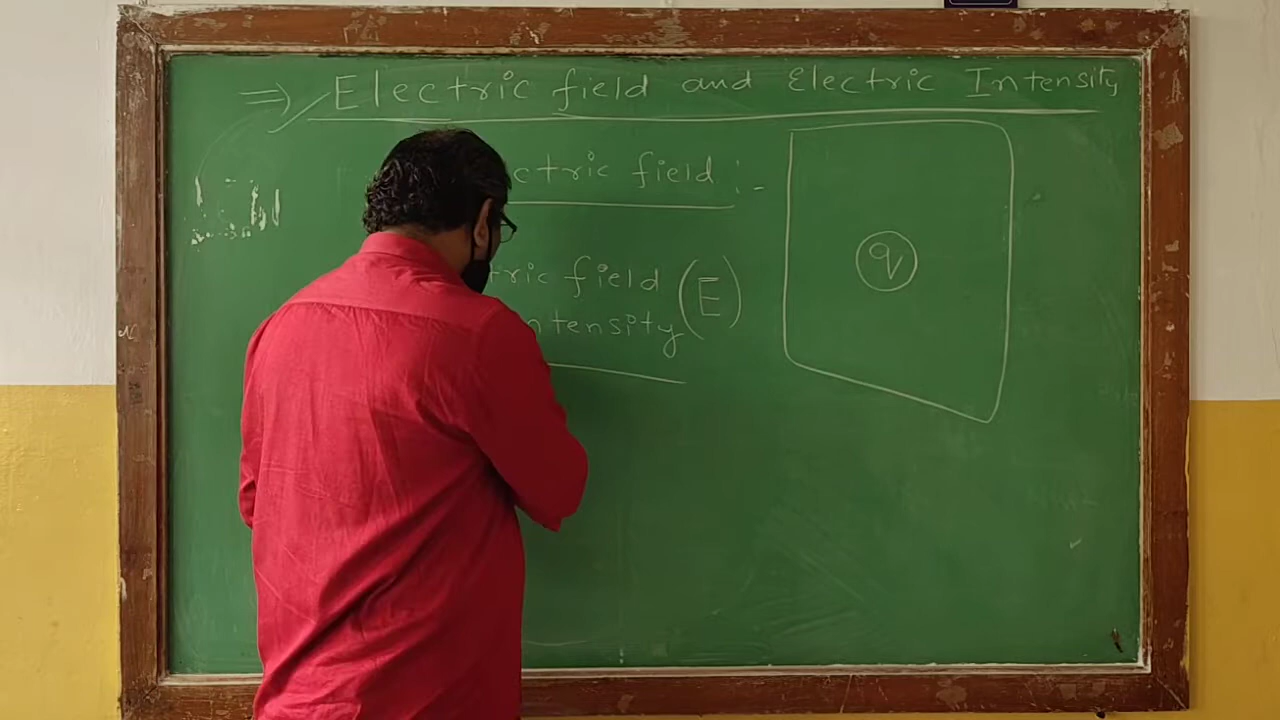 ⇒ Electric field and Electric Intensity
ctric field :-
tric field (E)
ntensity
q